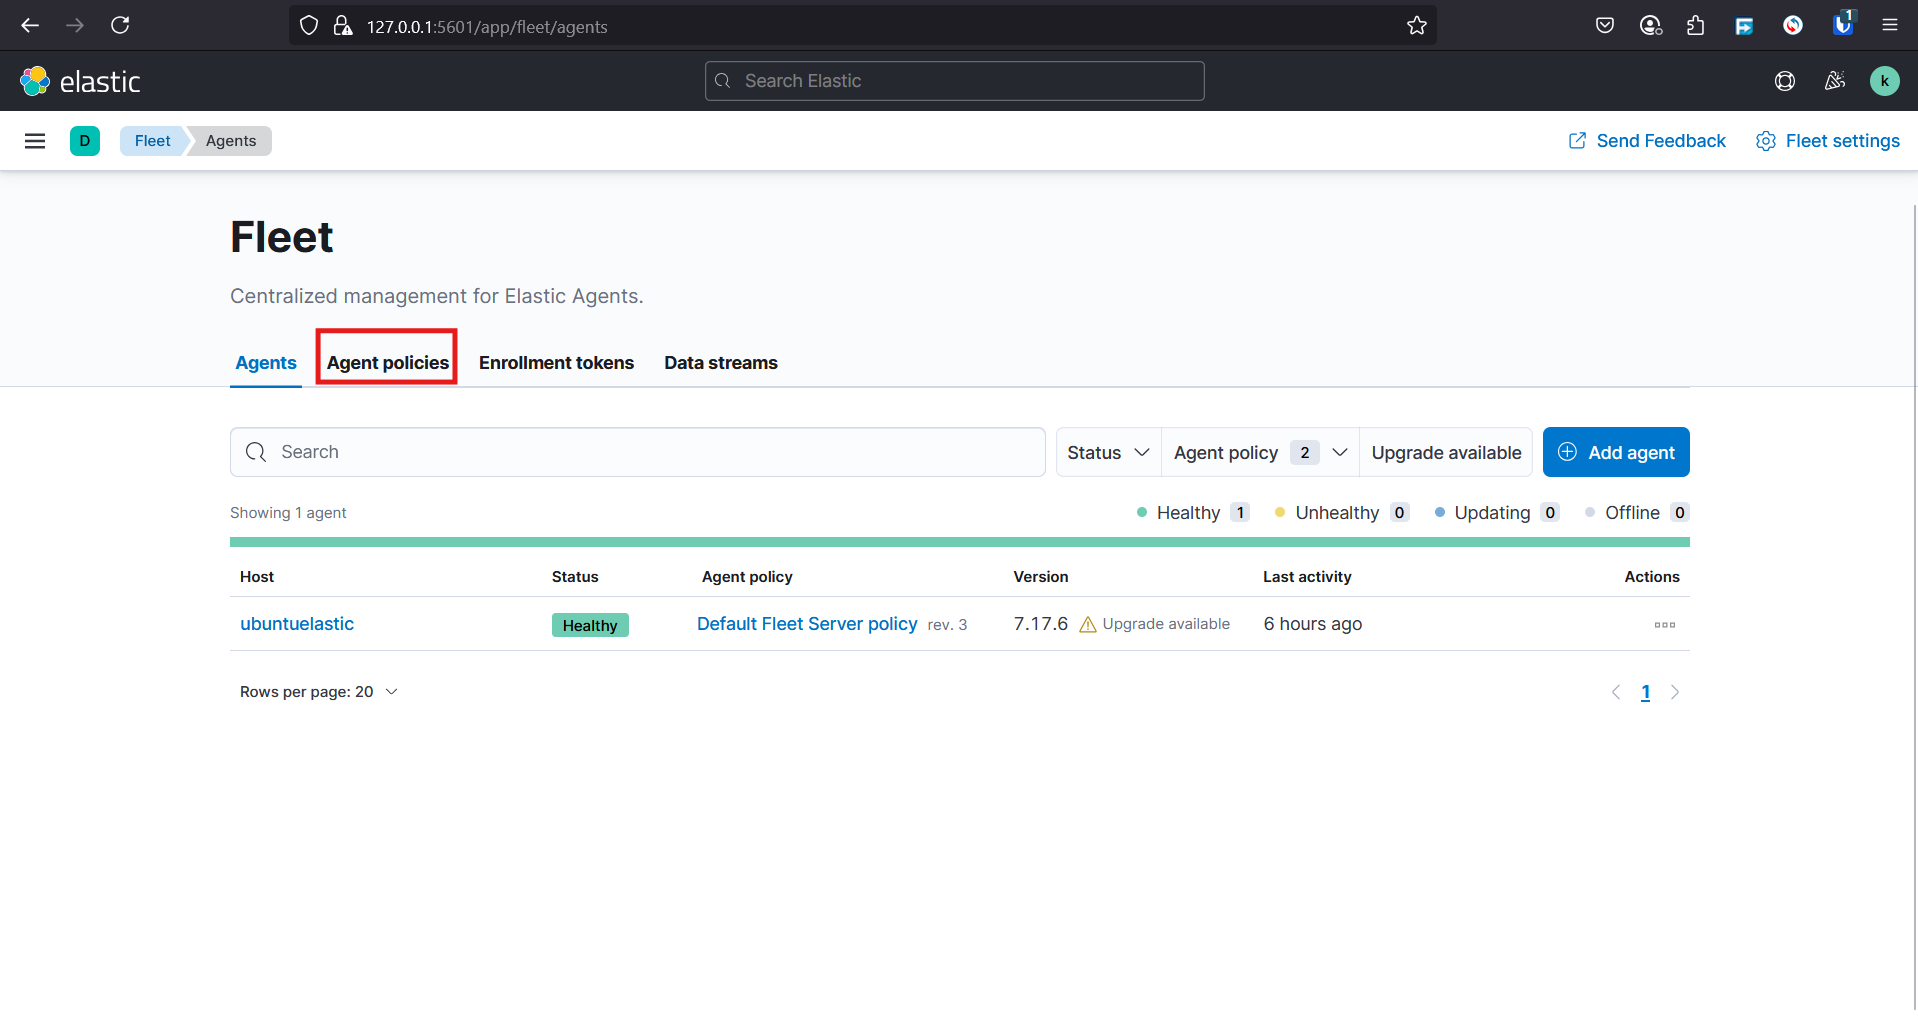 127.0.0.1:5601/app/fleet/agents
1
elastic
Search Elastic
k
D
Fleet
Agents
Send Feedback
Fleet settings
Fleet
Centralized management for Elastic Agents.
Agents
Agent policies
Enrollment tokens
Data streams
Search
Status
Agent policy 2
Upgrade available
Add agent
Showing 1 agent
Healthy 1
Unhealthy 0
Updating 0
Offline 0
Host
Status
Agent policy
Version
Last activity
Actions
ubuntuelastic
Healthy
Default Fleet Server policy rev. 3
7.17.6 Upgrade available
6 hours ago
Rows per page: 20
1